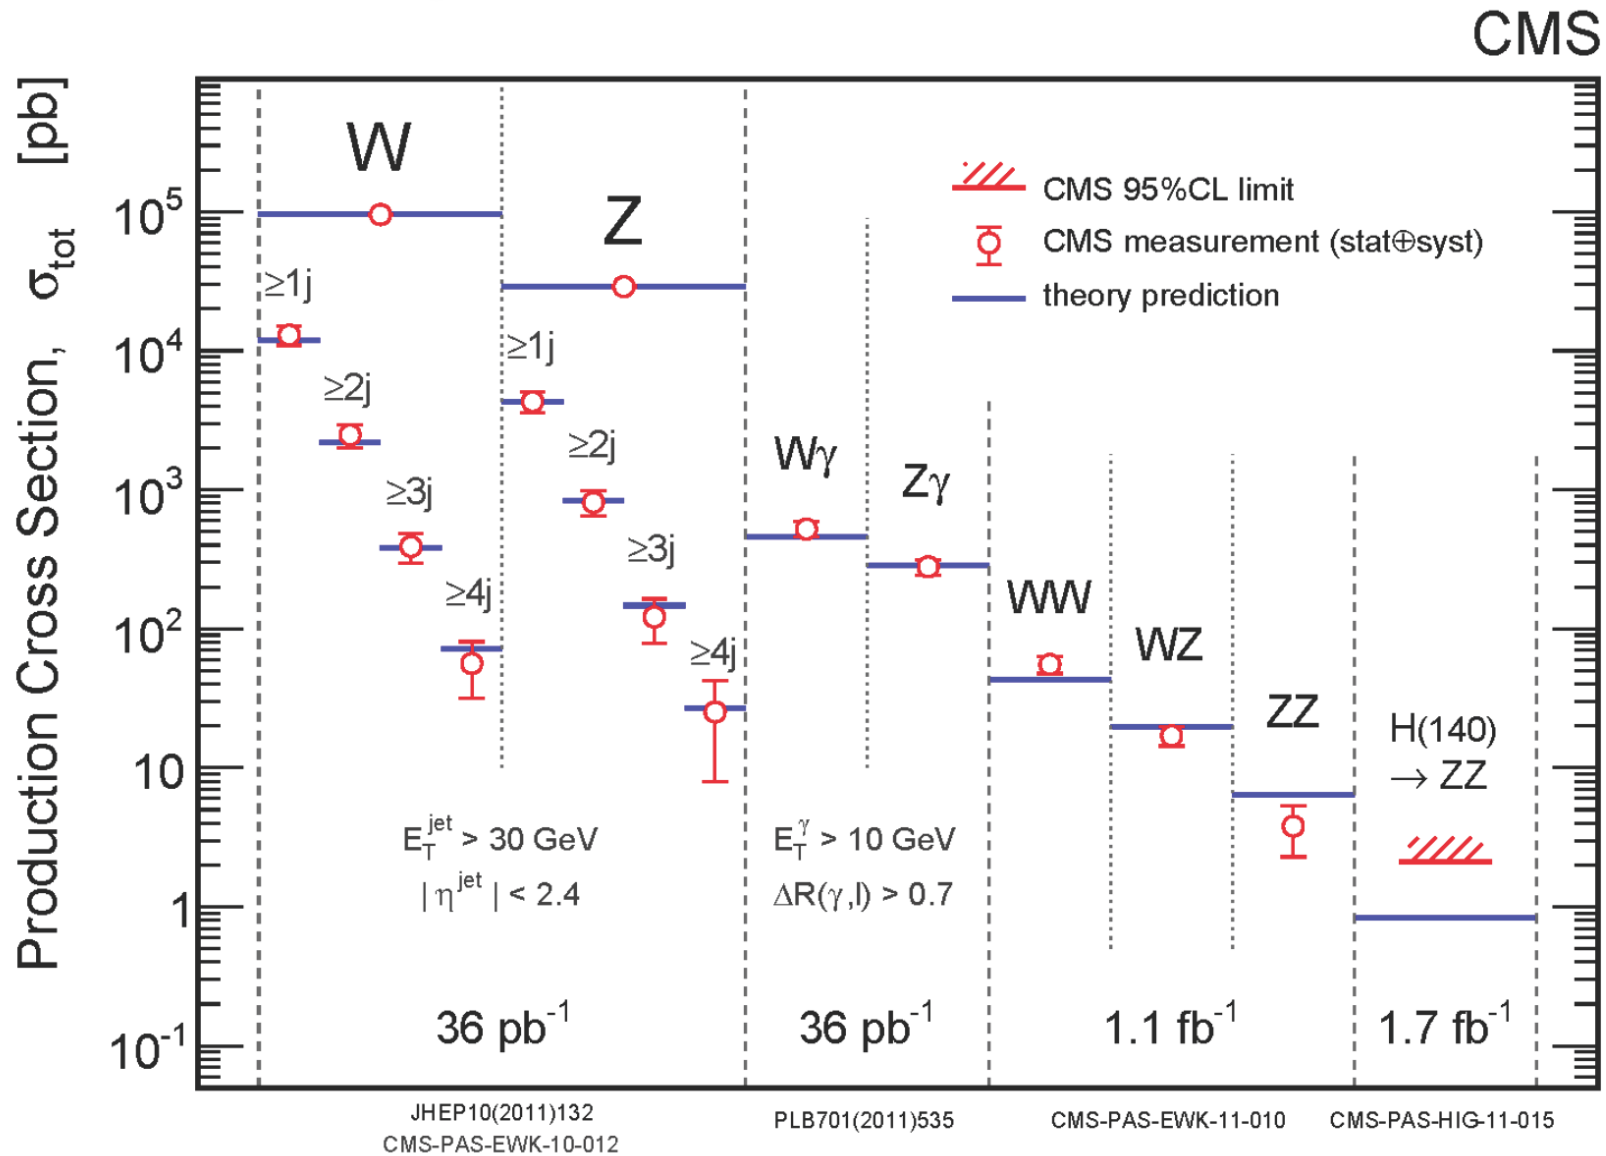 CMS
Production Cross Section, σ_tot [pb]
10^5
10^4
10^3
10^2
10
1
10^-1
W
≥1j
≥2j
≥3j
≥4j
Z
≥1j
≥2j
≥3j
≥4j
Wγ
Zγ
WW
WZ
ZZ
H(140)
→ ZZ
CMS 95%CL limit
CMS measurement (stat⊕syst)
theory prediction
E_T^jet > 30 GeV
| η^jet | < 2.4
E_T^γ > 10 GeV
ΔR(γ,l) > 0.7
36 pb^-1
36 pb^-1
1.1 fb^-1
1.7 fb^-1
JHEP10(2011)132
CMS-PAS-EWK-10-012
PLB701(2011)535
CMS-PAS-EWK-11-010
CMS-PAS-HIG-11-015